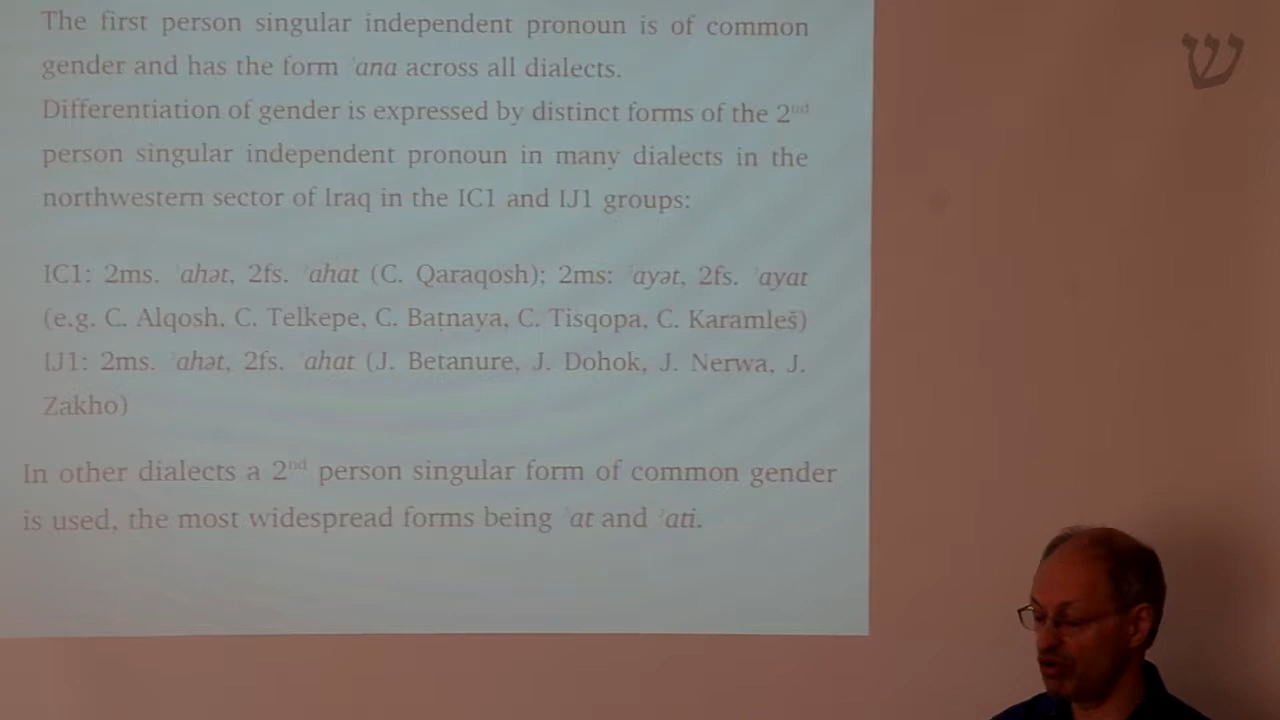 The first person singular independent pronoun is of common
gender and has the form ʾana across all dialects.
Differentiation of gender is expressed by distinct forms of the 2nd
person singular independent pronoun in many dialects in the
northwestern sector of Iraq in the IC1 and IJ1 groups:
IC1: 2ms. ʾahət, 2fs. ʾahat (C. Qaraqosh); 2ms: ʾayət, 2fs. ʾayat
(e.g. C. Alqosh, C. Telkepe, C. Baṭnaya, C. Tisqopa, C. Karamleš)
IJ1: 2ms. ʾahət, 2fs. ʾahat (J. Betanure, J. Dohok, J. Nerwa, J.
Zakho)
In other dialects a 2nd person singular form of common gender
is used, the most widespread forms being ʾat and ʾati.
ש